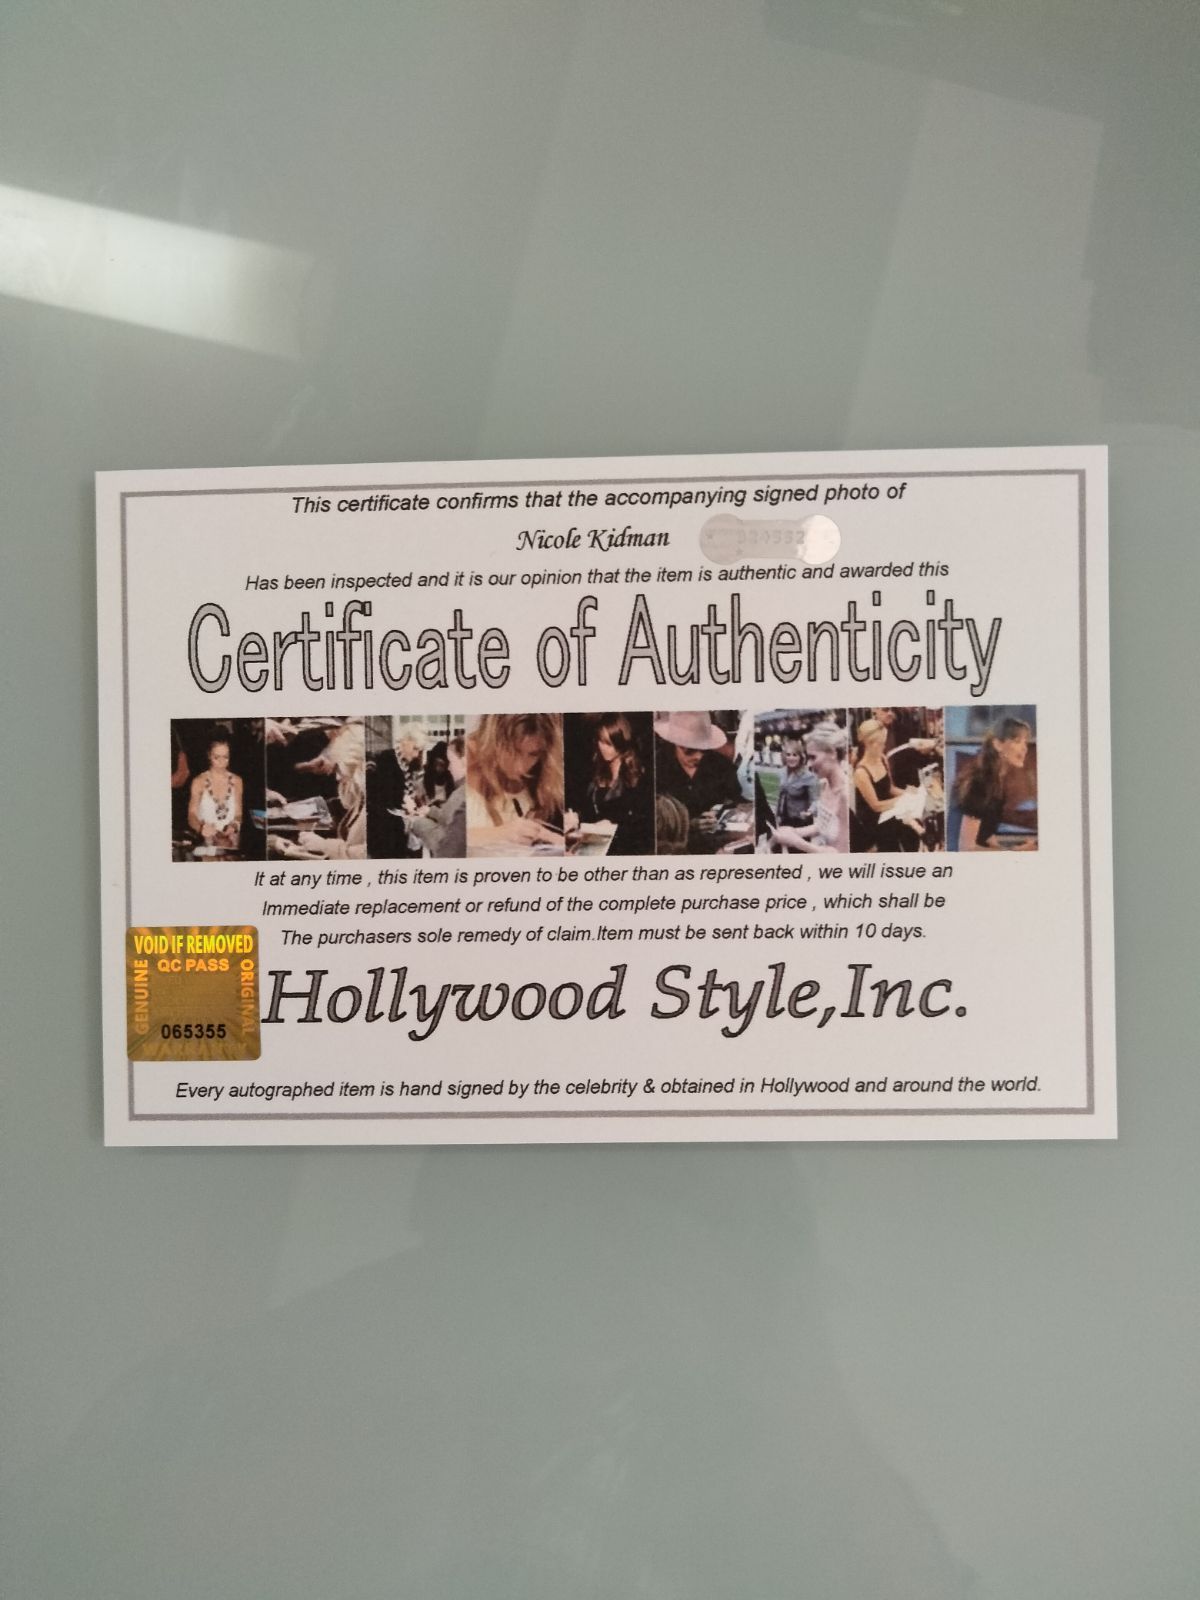 This certificate confirms that the accompanying signed photo of
Nicole Kidman
Has been inspected and it is our opinion that the item is authentic and awarded this
Certificate of Authenticity
It at any time , this item is proven to be other than as represented , we will issue an
Immediate replacement or refund of the complete purchase price , which shall be
The purchasers sole remedy of claim.Item must be sent back within 10 days.
VOID IF REMOVED
QC PASS
GENUINE
ORIGINAL
065355
Hollywood Style,Inc.
Every autographed item is hand signed by the celebrity & obtained in Hollywood and around the world.